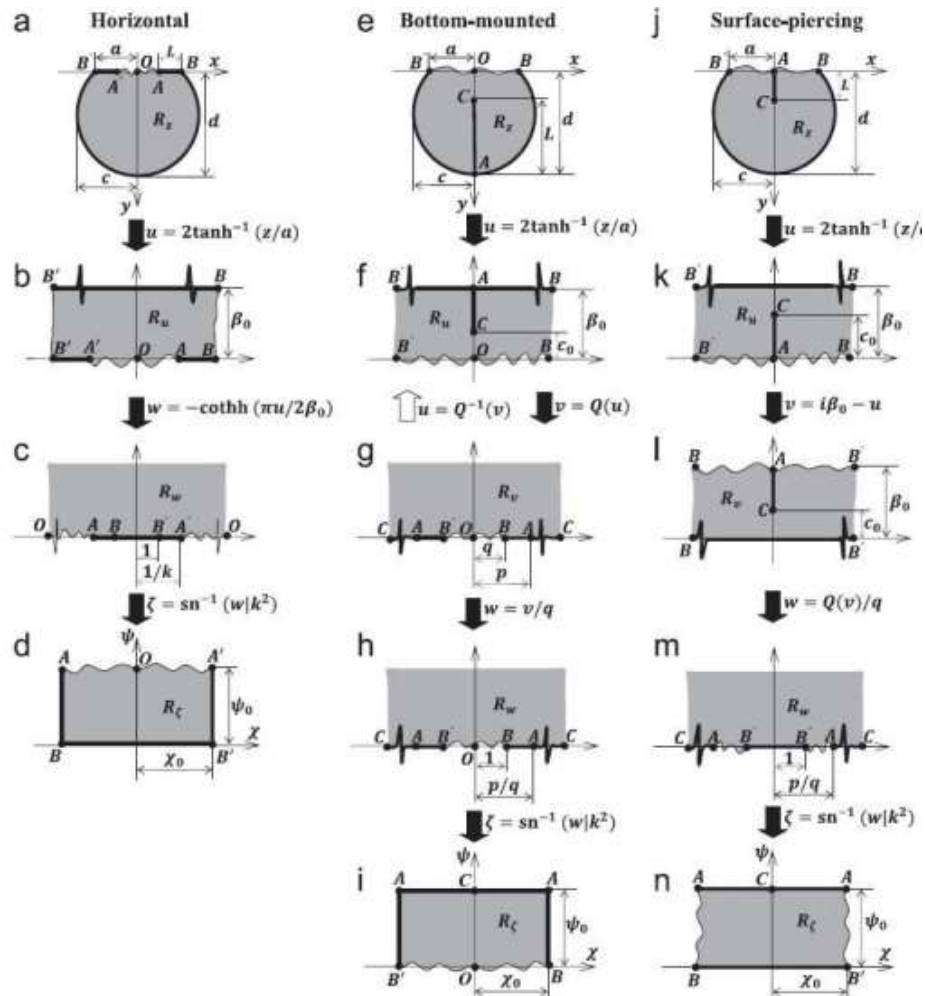 Horizontal
Bottom-mounted
Surface-piercing
a
a O L
B B x
A A
R_z d
c
y
u = 2tanh⁻¹ (z/a)
b
B' B
R_u β₀
B' A' O A B
w = −cothh (πu/2β₀)
c
R_w
O A B B A' O
1
1/k
ζ = sn⁻¹ (w|k²)
d
ψ
A O A'
R_ζ ψ₀
B χ₀ B' χ
e
a
B O B x
C
R_z L d
c A
y
u = 2tanh⁻¹ (z/a)
f
B' A B
R_u C β₀
c₀
B' O B
u = Q⁻¹(v) v = Q(u)
g
R_v
C A B O B A C
q
p
w = v/q
h
R_w
C A B' O B A C
1
p/q
ζ = sn⁻¹ (w|k²)
i
ψ
A C A
R_ζ ψ₀
B' O χ₀ B χ
j
a
B A B x
L
C
R_z d
c
y
u = 2tanh⁻¹ (z/
k
B' B
C
R_u c₀ β₀
B' A B
v = iβ₀ − u
l
B A B'
R_v C β₀
c₀
B B'
w = Q(v)/q
m
R_w
C A B B' A C
1
p/q
ζ = sn⁻¹ (w|k²)
n
ψ
A C A
R_ζ ψ₀
B χ₀ B' χ